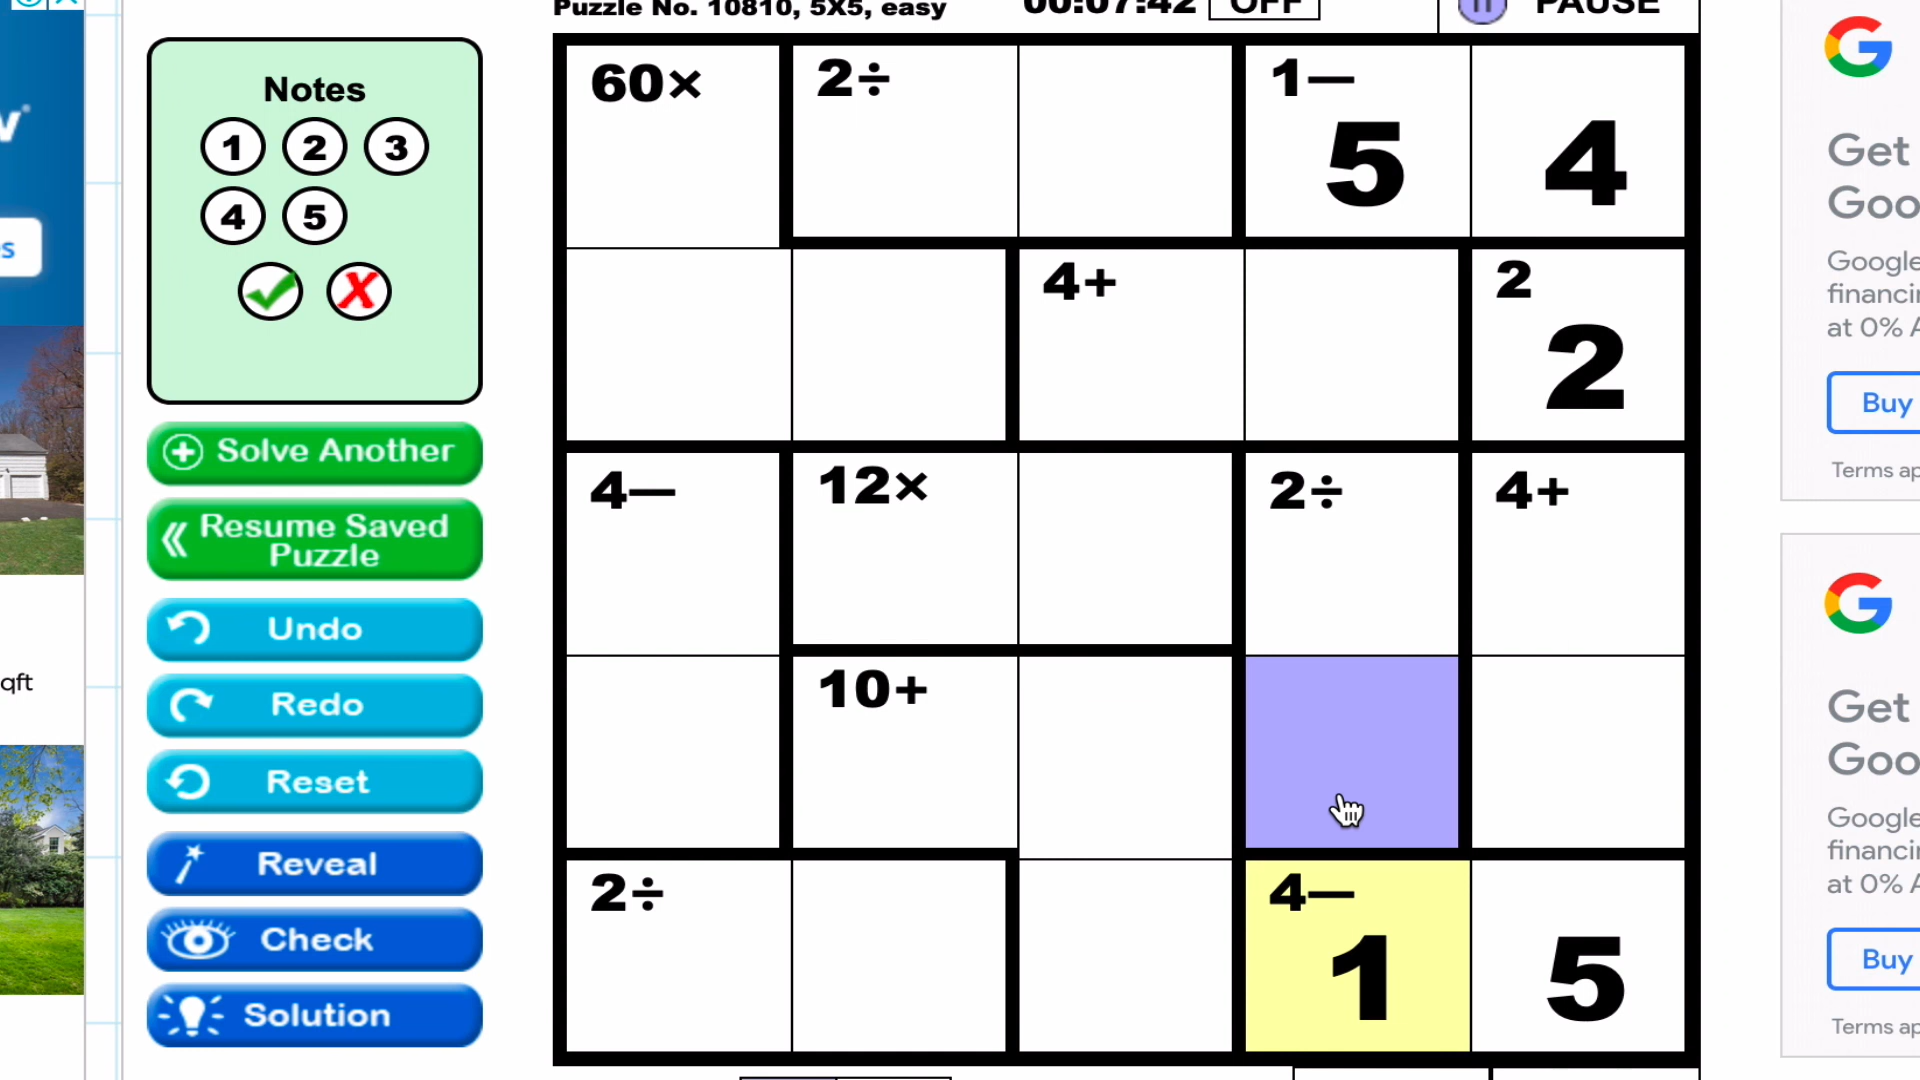 Puzzle No. 10810, 5X5, easy
00:07:42
OFF
PAUSE
Notes
1 2 3
4 5
Solve Another
Resume Saved
Puzzle
Undo
Redo
Reset
Reveal
Check
Solution
60× 2÷ 1—
5 4
4+ 2
2
4— 12× 2÷ 4+
10+
2÷ 4—
1 5
qft
s
Get
Goo
Google
financi
at 0% A
Buy
Terms ap
Get
Goo
Google
financi
at 0% A
Buy
Terms ap